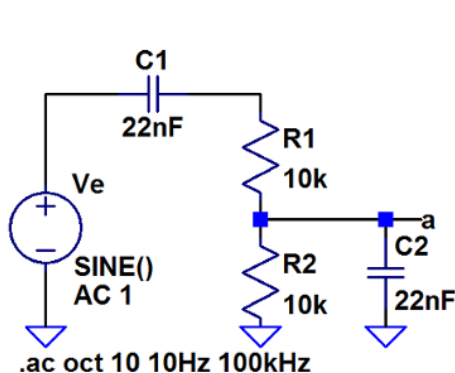 C1
22nF
R1
10k
Ve
a
SINE()
AC 1
R2
10k
C2
22nF
.ac oct 10 10Hz 100kHz